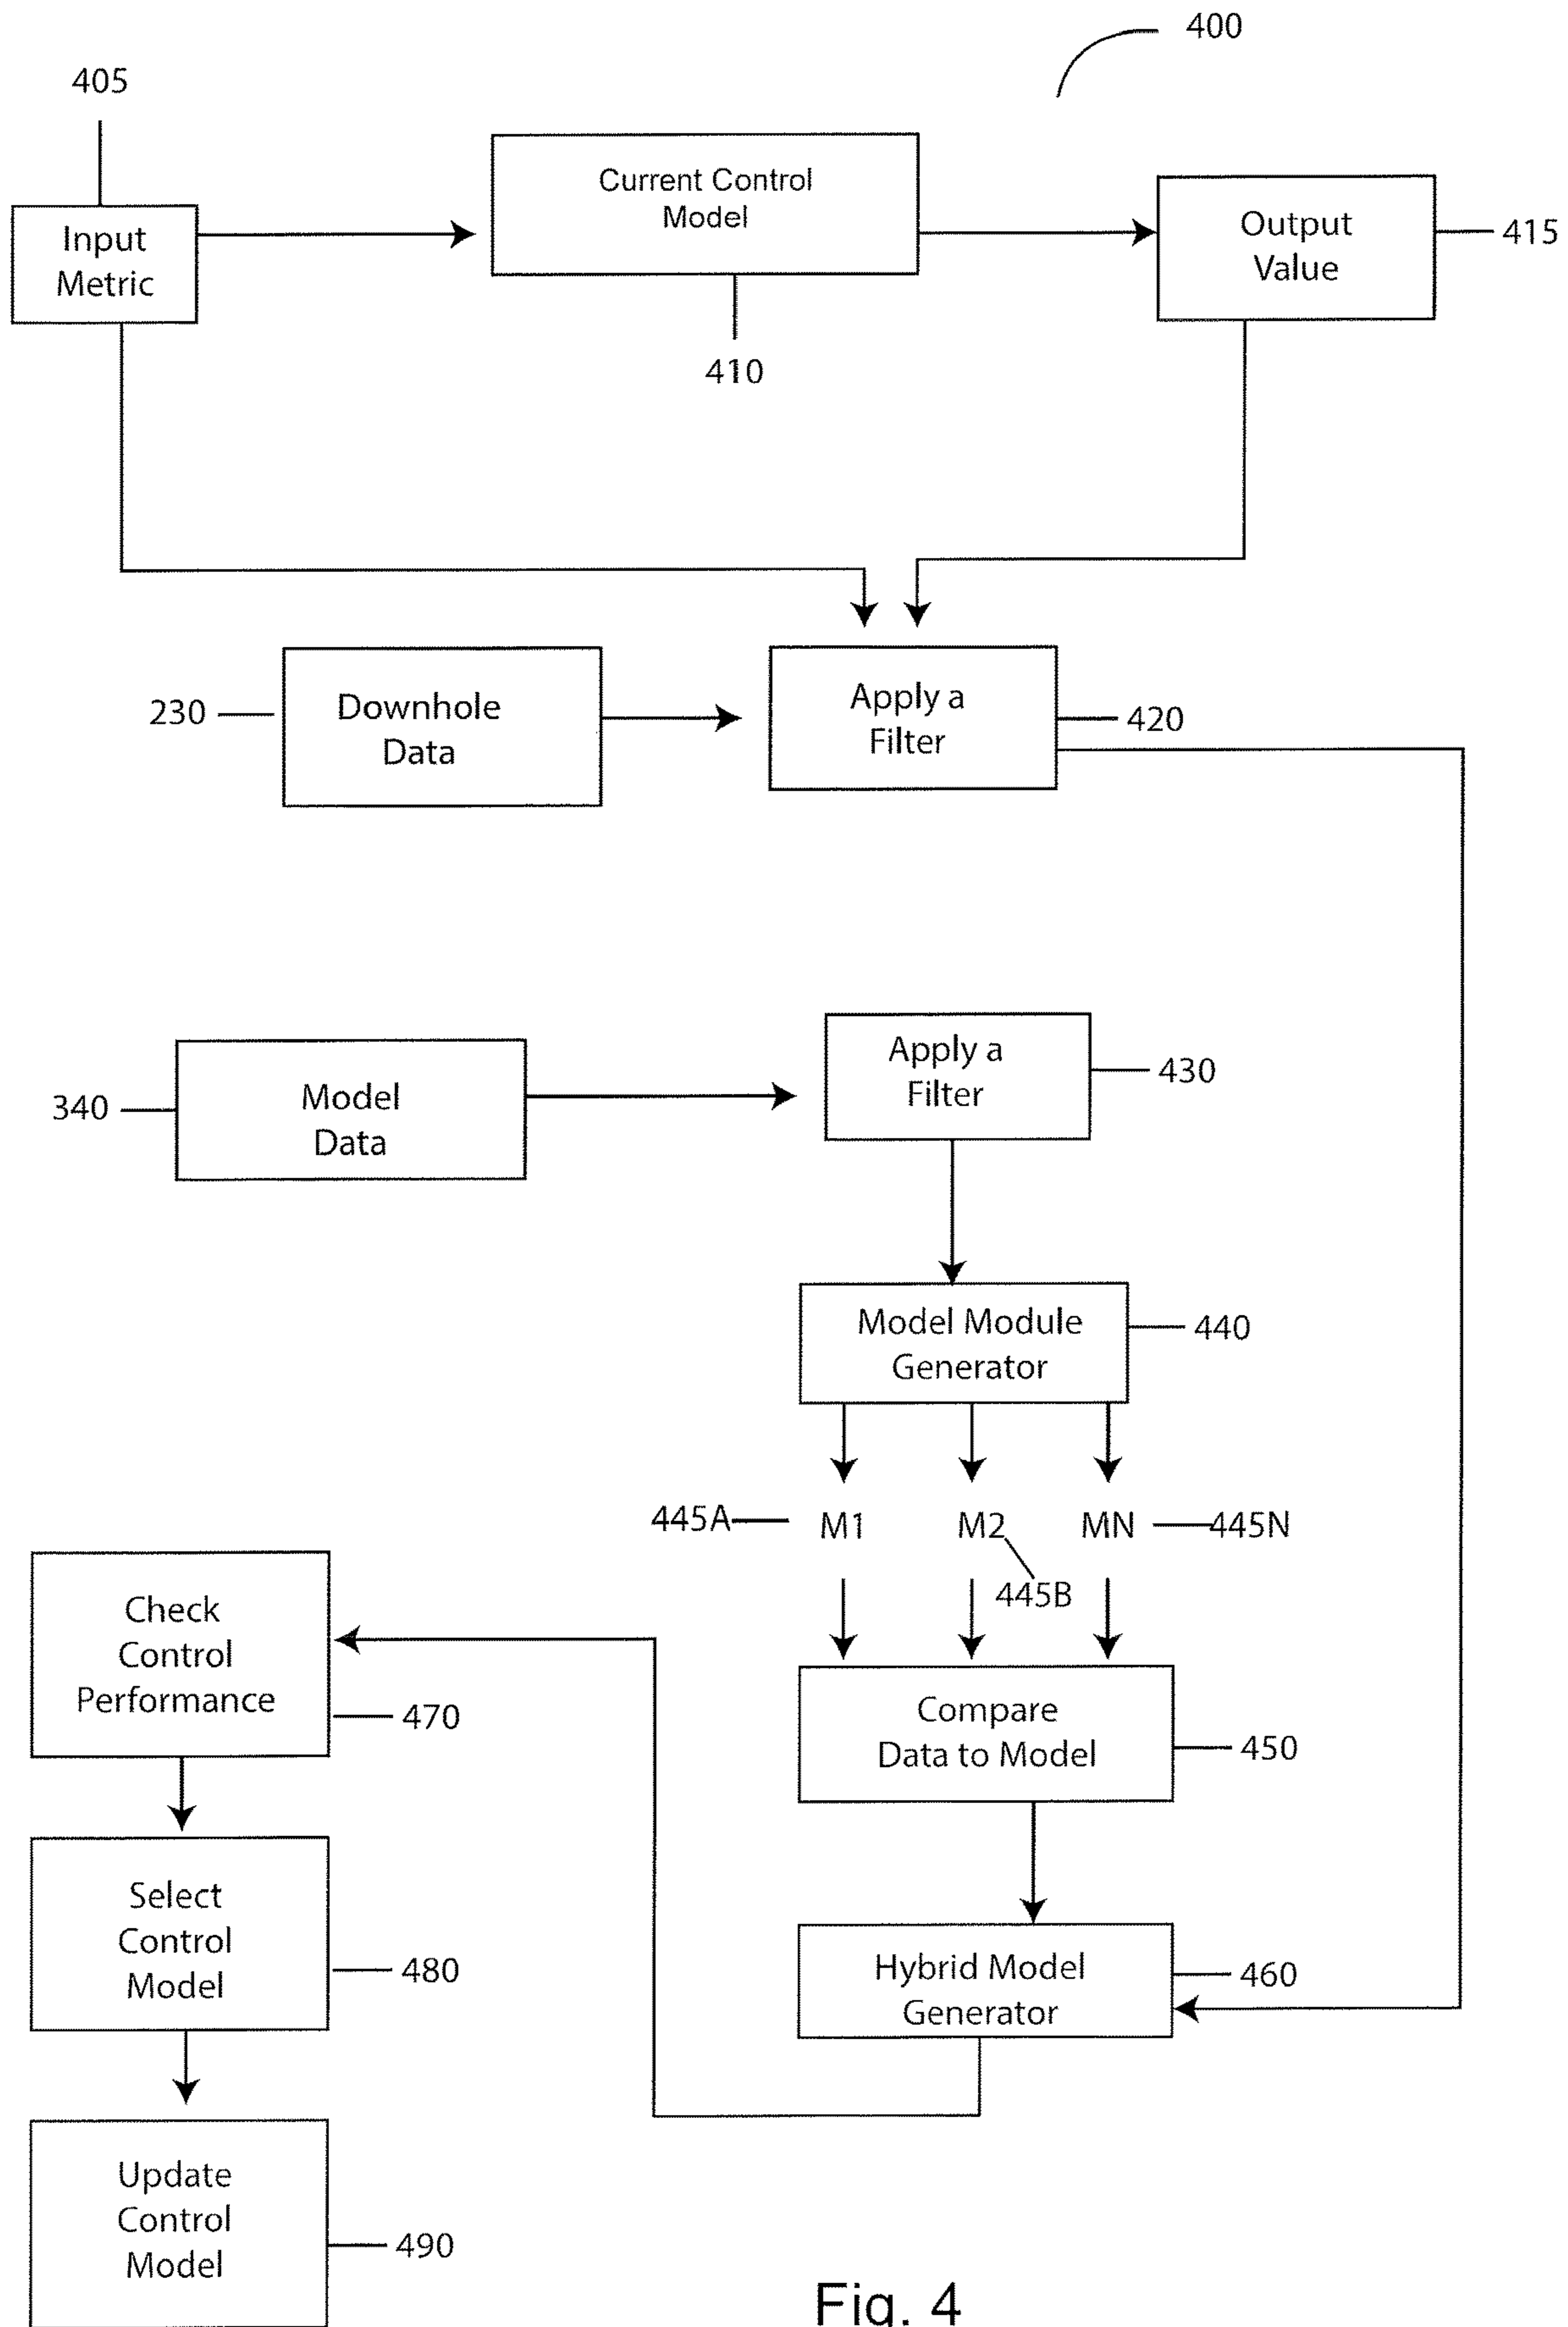 400
405
Current Control
Model
Input
Metric
Output
Value
415
410
230
Downhole
Data
Apply a
Filter
420
340
Model
Data
Apply a
Filter
430
Model Module
Generator
440
445A
M1
M2
MN
445N
445B
Check
Control
Performance
470
Compare
Data to Model
450
Select
Control
Model
480
Hybrid Model
Generator
460
Update
Control
Model
490
Fig. 4